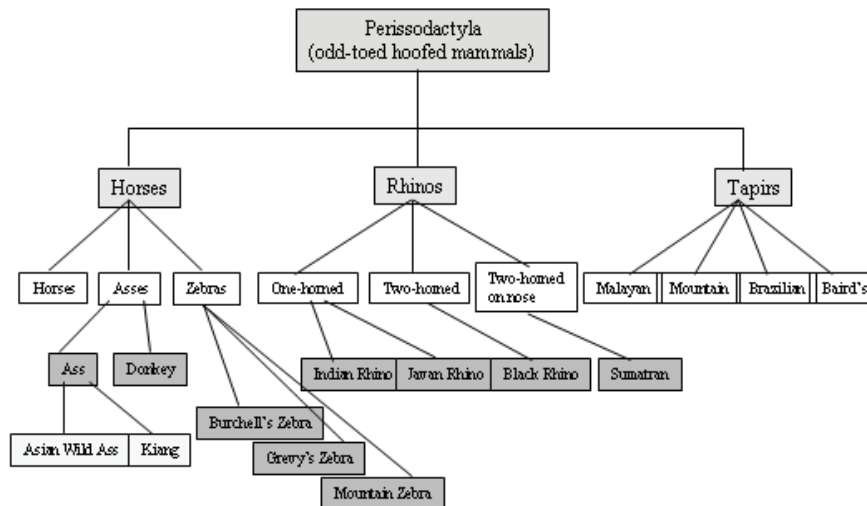 Perissodactyla
(odd-toed hoofed mammals)
Horses
Rhinos
Tapirs
Horses
Asses
Zebras
One-horned
Two-horned
Two-horned
on nose
Malayan
Mountain
Brazilian
Baird's
Ass
Donkey
Indian Rhino
Javan Rhino
Black Rhino
Sumatran
Burchell's Zebra
Asian Wild Ass
Kiang
Grevy's Zebra
Mountain Zebra